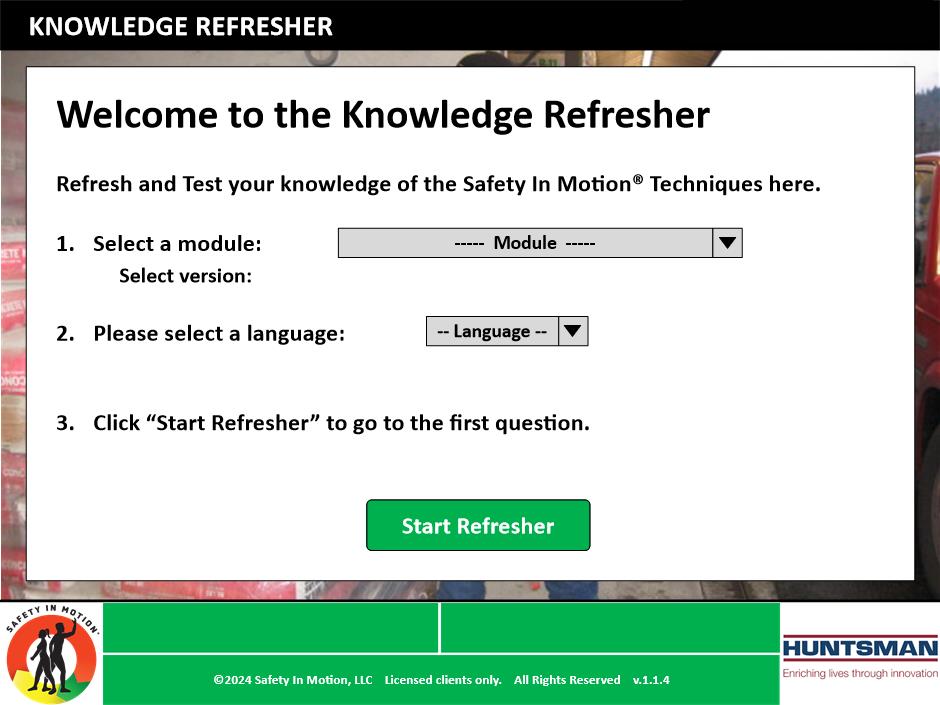 KNOWLEDGE REFRESHER
Welcome to the Knowledge Refresher
Refresh and Test your knowledge of the Safety In Motion® Techniques here.
1. Select a module:
----- Module -----
Select version:
2. Please select a language:
-- Language --
3. Click “Start Refresher” to go to the first question.
Start Refresher
SAFETY IN MOTION®
©2024 Safety In Motion, LLC Licensed clients only. All Rights Reserved v.1.1.4
HUNTSMAN
Enriching lives through innovation